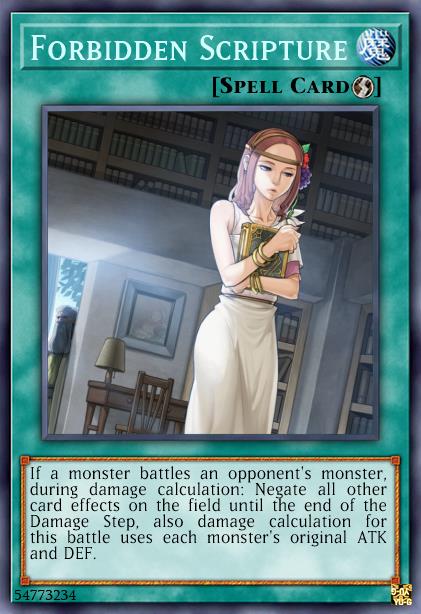 Forbidden Scripture
魔
[Spell Card]
If a monster battles an opponent's monster,
during damage calculation: Negate all other
card effects on the field until the end of the
Damage Step, also damage calculation for
this battle uses each monster's original ATK
and DEF.
54773234